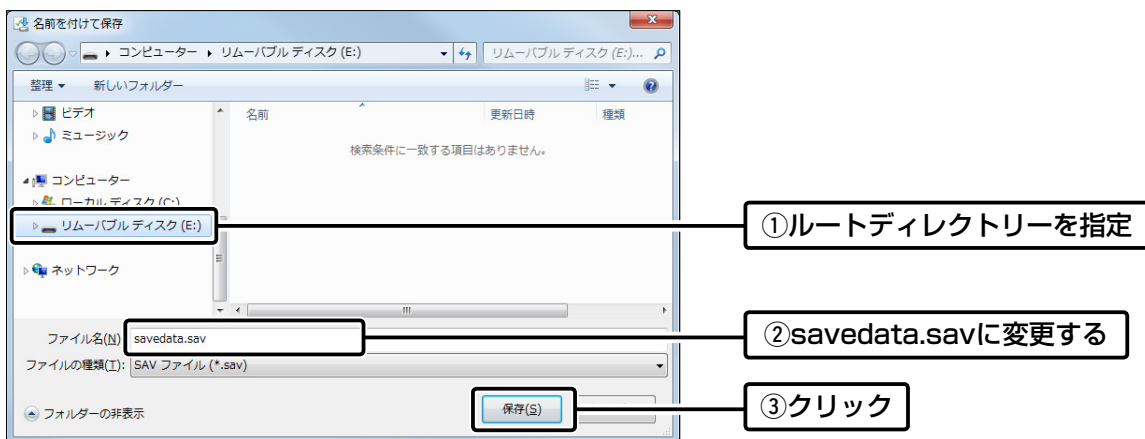 名前を付けて保存
コンピューター ▸ リムーバブル ディスク (E:)
リムーバブル ディスク (E:)...
整理 ▼ 新しいフォルダー
ビデオ
ミュージック
コンピューター
ローカル ディスク (C:)
リムーバブル ディスク (E:)
ネットワーク
名前 更新日時 種類
検索条件に一致する項目はありません。
ファイル名(N) savedata.sav
ファイルの種類(T): SAV ファイル (*.sav)
フォルダーの非表示
保存(S)
①ルートディレクトリーを指定
②savedata.savに変更する
③クリック